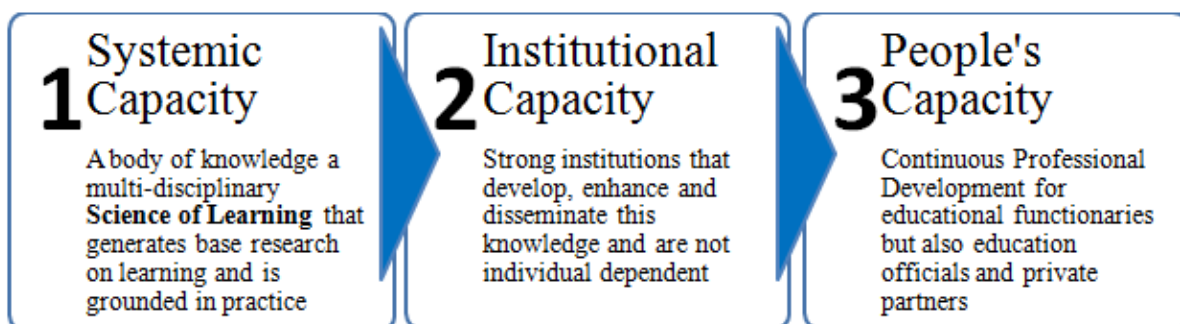 1
Systemic
Capacity
A body of knowledge a
multi-disciplinary
Science of Learning that
generates base research
on learning and is
grounded in practice
2
Institutional
Capacity
Strong institutions that
develop, enhance and
disseminate this
knowledge and are not
individual dependent
3
People's
Capacity
Continuous Professional
Development for
educational functionaries
but also education
officials and private
partners